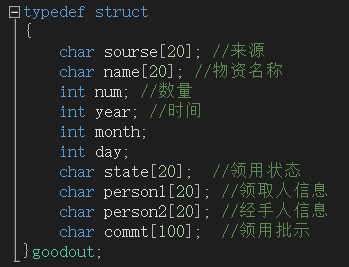 typedef struct
{
char sourse[20]; //来源
char name[20]; //物资名称
int num; //数量
int year; //时间
int month;
int day;
char state[20]; //领用状态
char person1[20]; //领取人信息
char person2[20]; //经手人信息
char commt[100]; //领用批示
}goodout;